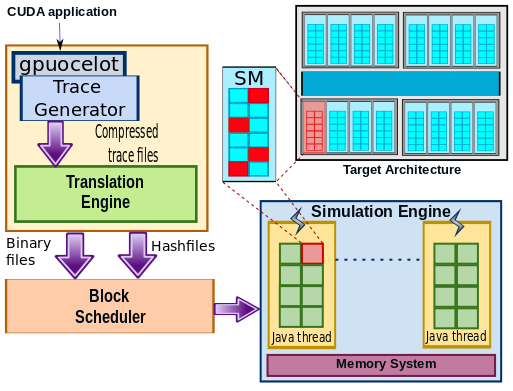 CUDA application
gpuocelot
Trace
Generator
Compressed
trace files
Translation
Engine
Binary
files
Hashfiles
Block
Scheduler
SM
Target Architecture
Simulation Engine
Java thread
Java thread
Memory System